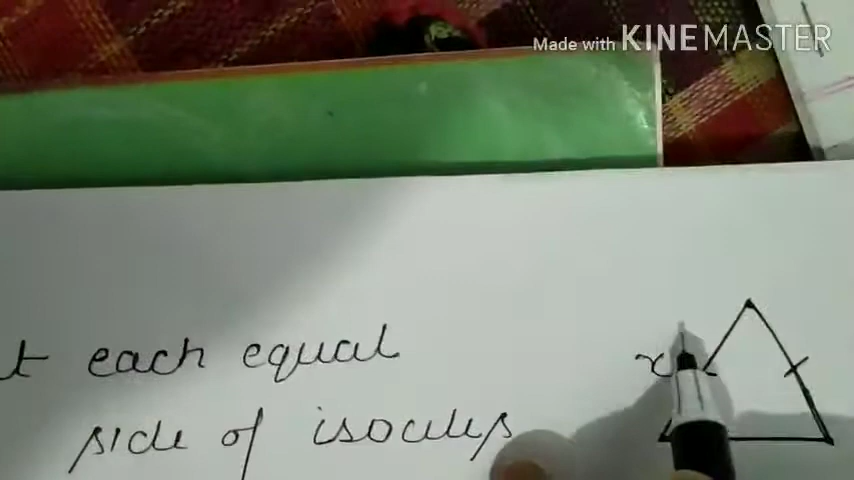 Made with KINEMASTER
t each equal
x
side of isoceles